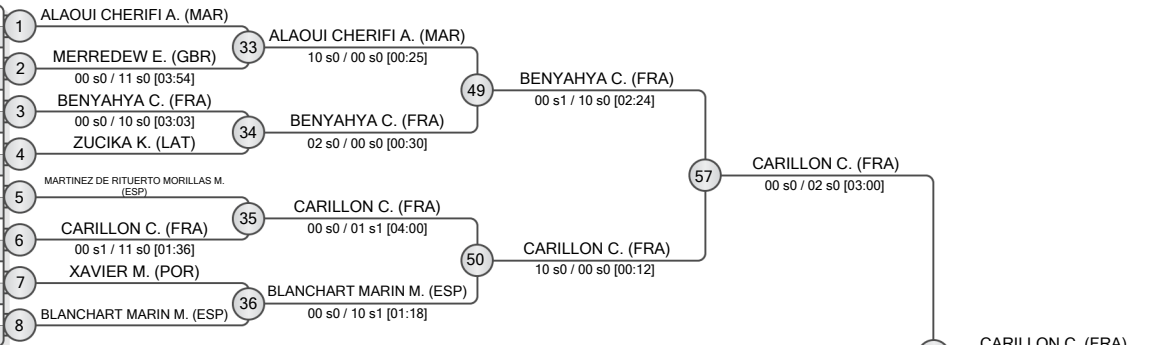 1
ALAOUI CHERIFI A. (MAR)
2
MERREDEW E. (GBR)
00 s0 / 11 s0 [03:54]
3
BENYAHYA C. (FRA)
00 s0 / 10 s0 [03:03]
4
ZUCIKA K. (LAT)
5
MARTINEZ DE RITUERTO MORILLAS M.
(ESP)
6
CARILLON C. (FRA)
00 s1 / 11 s0 [01:36]
7
XAVIER M. (POR)
8
BLANCHART MARIN M. (ESP)
33
ALAOUI CHERIFI A. (MAR)
10 s0 / 00 s0 [00:25]
34
BENYAHYA C. (FRA)
02 s0 / 00 s0 [00:30]
35
CARILLON C. (FRA)
00 s0 / 01 s1 [04:00]
36
BLANCHART MARIN M. (ESP)
00 s0 / 10 s1 [01:18]
49
BENYAHYA C. (FRA)
00 s1 / 10 s0 [02:24]
50
CARILLON C. (FRA)
10 s0 / 00 s0 [00:12]
57
CARILLON C. (FRA)
00 s0 / 02 s0 [03:00]
CARILLON C. (FRA)